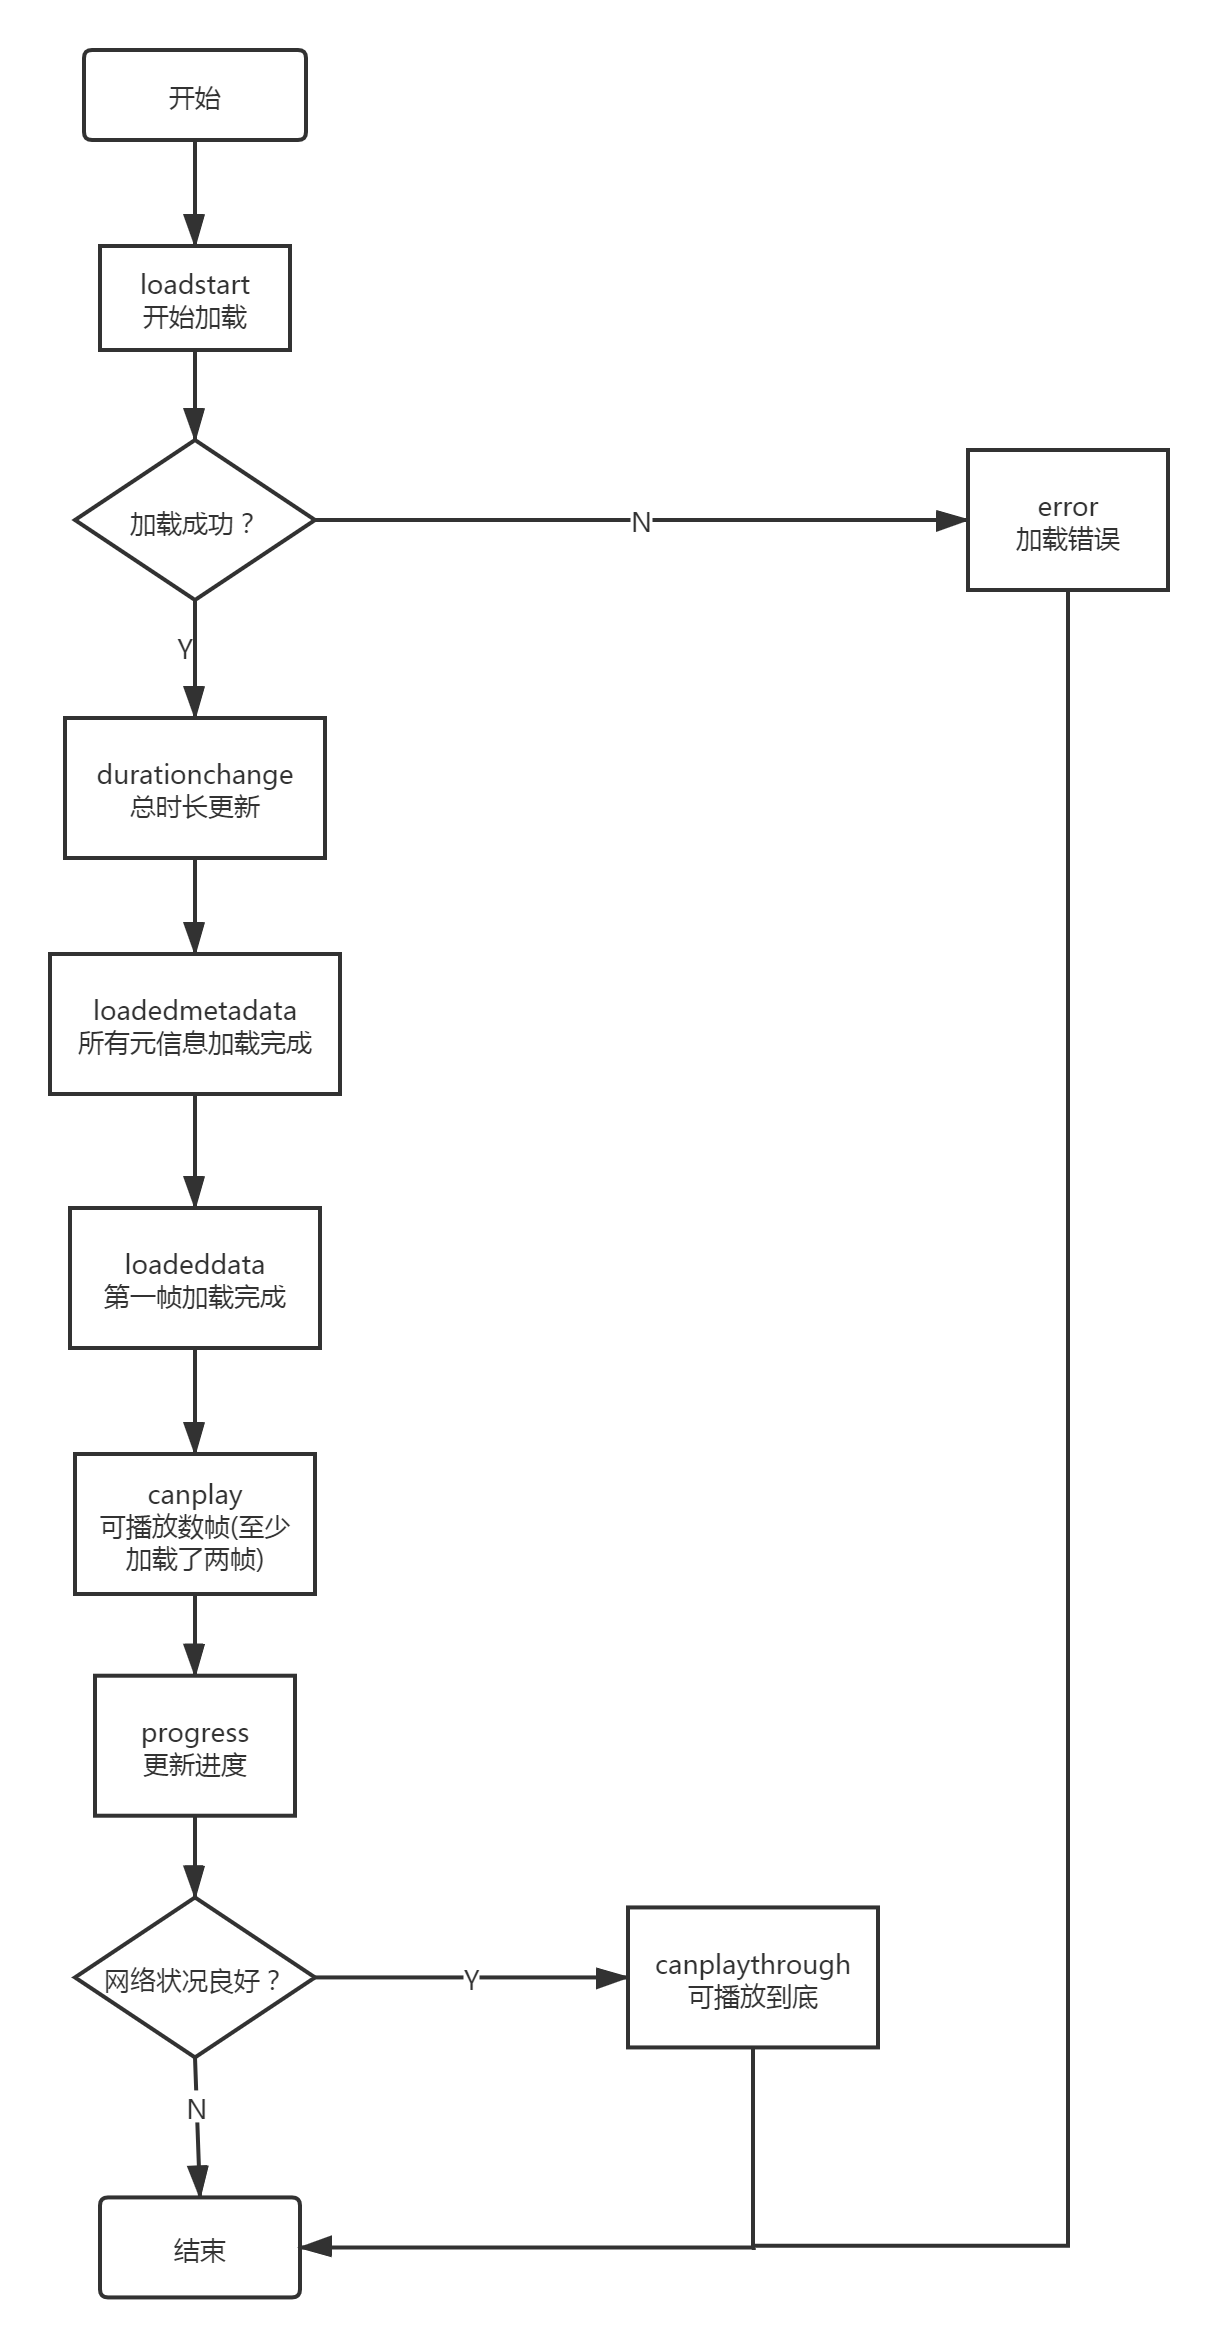 开始
loadstart
开始加载
加载成功？
N
error
加载错误
Y
durationchange
总时长更新
loadedmetadata
所有元信息加载完成
loadeddata
第一帧加载完成
canplay
可播放数帧(至少
加载了两帧)
progress
更新进度
网络状况良好？
Y
canplaythrough
可播放到底
N
结束